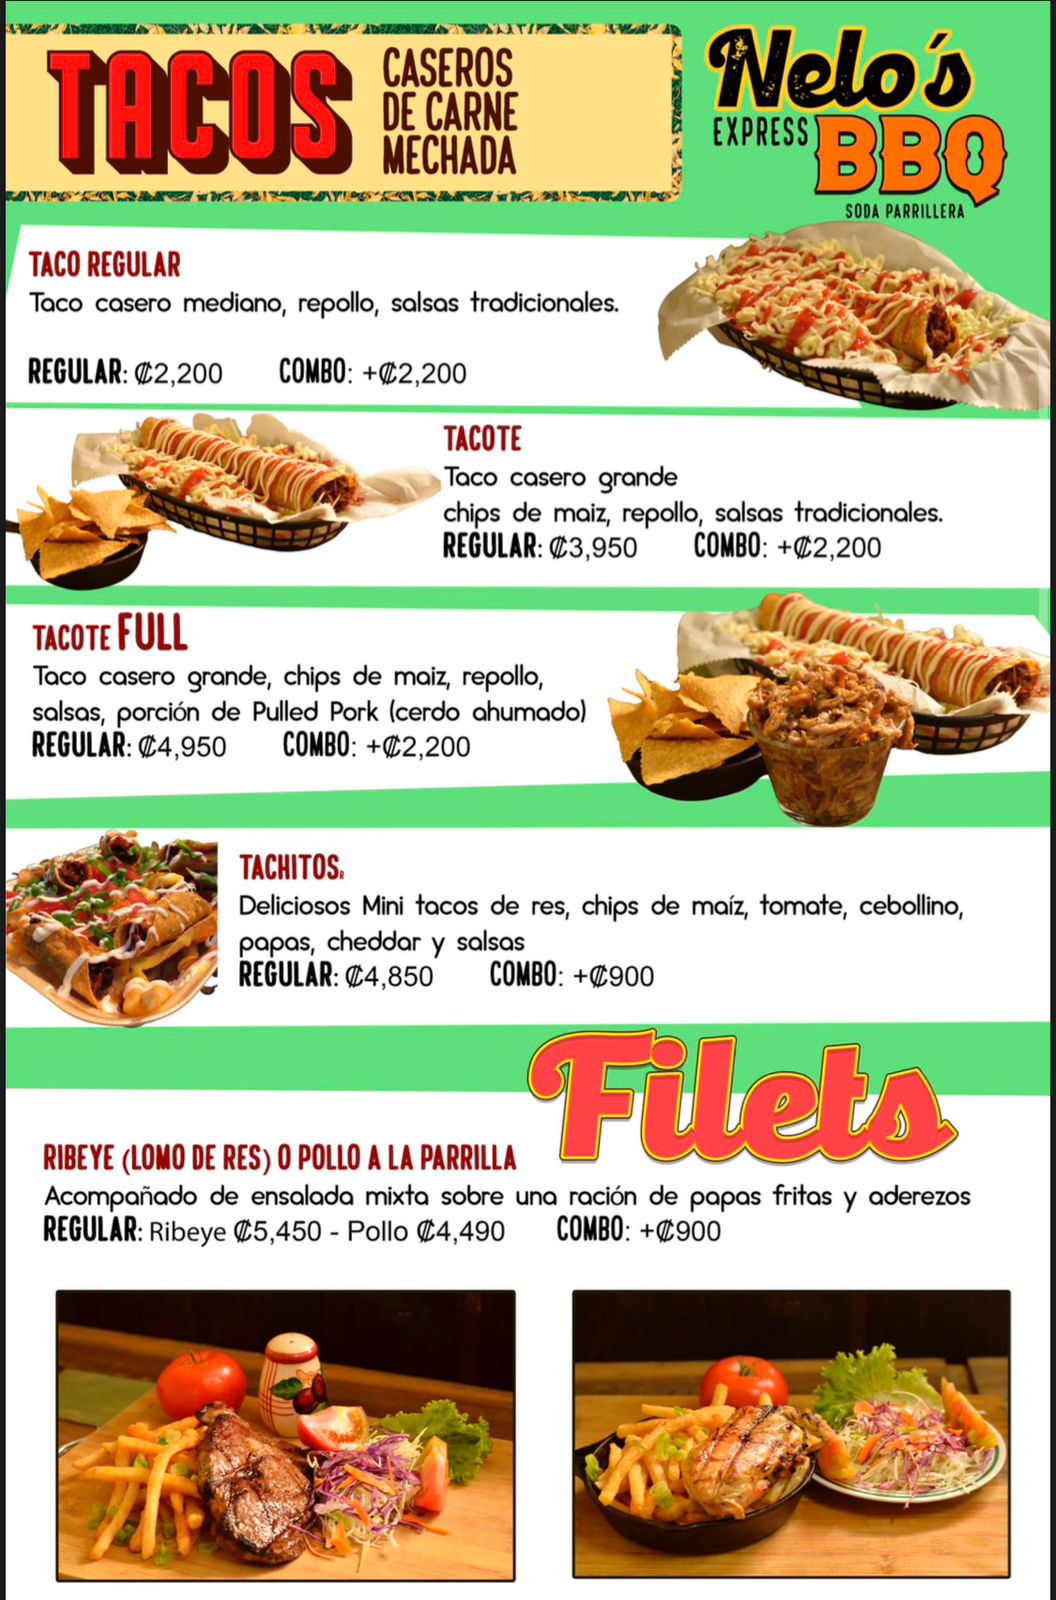 TACOS
CASEROS
DE CARNE
MECHADA
Nelo's
EXPRESS BBQ
SODA PARRILLERA
TACO REGULAR
Taco casero mediano, repollo, salsas tradicionales.
REGULAR: ₡2,200 COMBO: +₡2,200
TACOTE
Taco casero grande
chips de maiz, repollo, salsas tradicionales.
REGULAR: ₡3,950 COMBO: +₡2,200
TACOTE FULL
Taco casero grande, chips de maiz, repollo,
salsas, porción de Pulled Pork (cerdo ahumado)
REGULAR: ₡4,950 COMBO: +₡2,200
TACHITOS®
Deliciosos Mini tacos de res, chips de maíz, tomate, cebollino,
papas, cheddar y salsas
REGULAR: ₡4,850 COMBO: +₡900
Filets
RIBEYE (LOMO DE RES) O POLLO A LA PARRILLA
Acompañado de ensalada mixta sobre una ración de papas fritas y aderezos
REGULAR: Ribeye ₡5,450 - Pollo ₡4,490 COMBO: +₡900